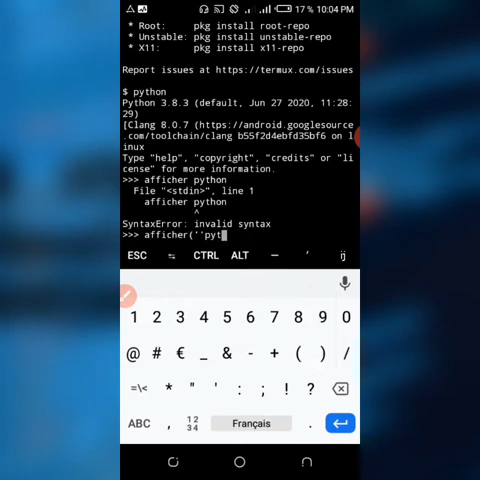 17 % 10:04 PM
* Root: pkg install root-repo
* Unstable: pkg install unstable-repo
* X11: pkg install x11-repo
Report issues at https://termux.com/issues
$ python
Python 3.8.3 (default, Jun 27 2020, 11:28:
29)
[Clang 8.0.7 (https://android.googlesource
.com/toolchain/clang b55f2d4ebfd35bf6 on l
inux
Type "help", "copyright", "credits" or "li
cense" for more information.
>>> afficher python
File "<stdin>", line 1
afficher python
^
SyntaxError: invalid syntax
>>> afficher(''pyt
ESC ⇆ CTRL ALT — ′ ij
1 2 3 4 5 6 7 8 9 0
@ # € _ & - + ( ) /
=\< * " ' : ; ! ?
ABC , 12 Français .
34